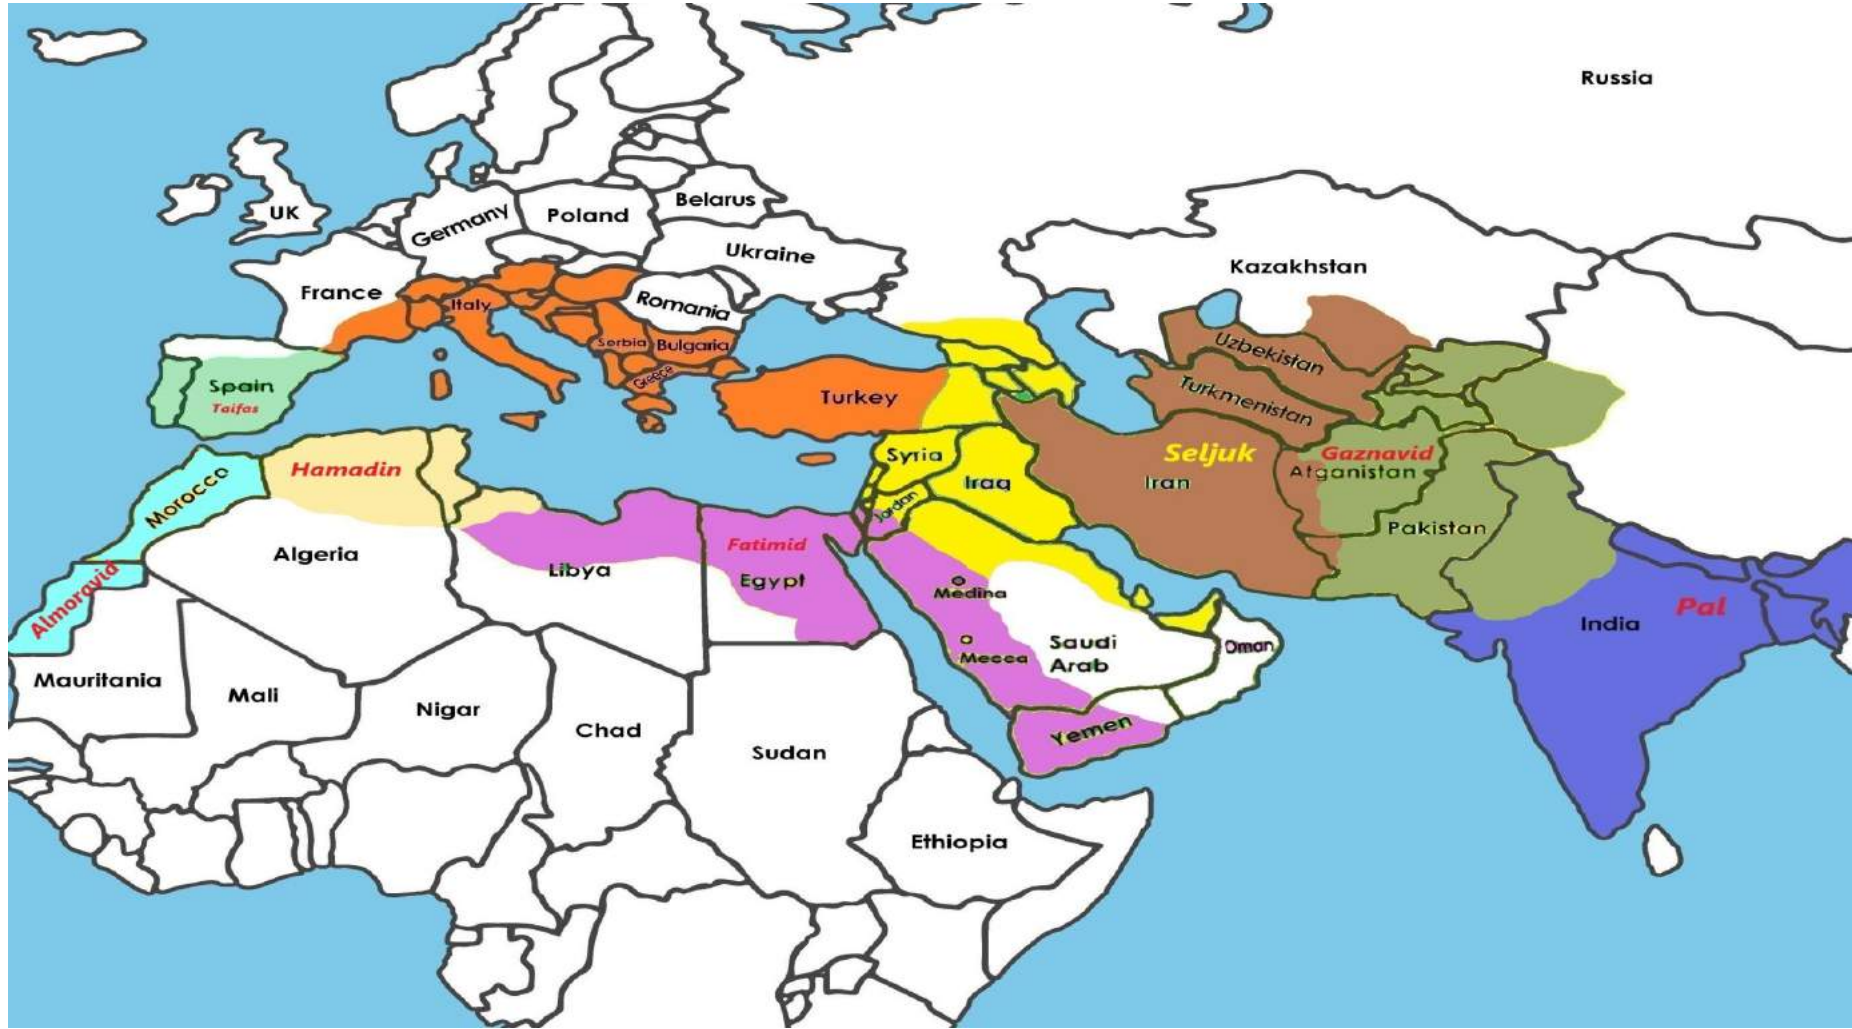 Russia
Belarus
UK
Germany
Poland
Ukraine
Kazakhstan
France
Italy
Romania
Serbia
Bulgaria
Uzbekistan
Greece
Spain
Taifas
Turkey
Turkmenistan
Seljuk
Gaznavid
Syria
Hamadin
Iraq
Iran
Afganistan
Morocco
Jordan
Pakistan
Algeria
Fatimid
Libya
Egypt
Medina
Almoravid
Pal
India
Saudi
Arab
Oman
Mecca
Mauritania
Mali
Nigar
Chad
Sudan
Yemen
Ethiopia